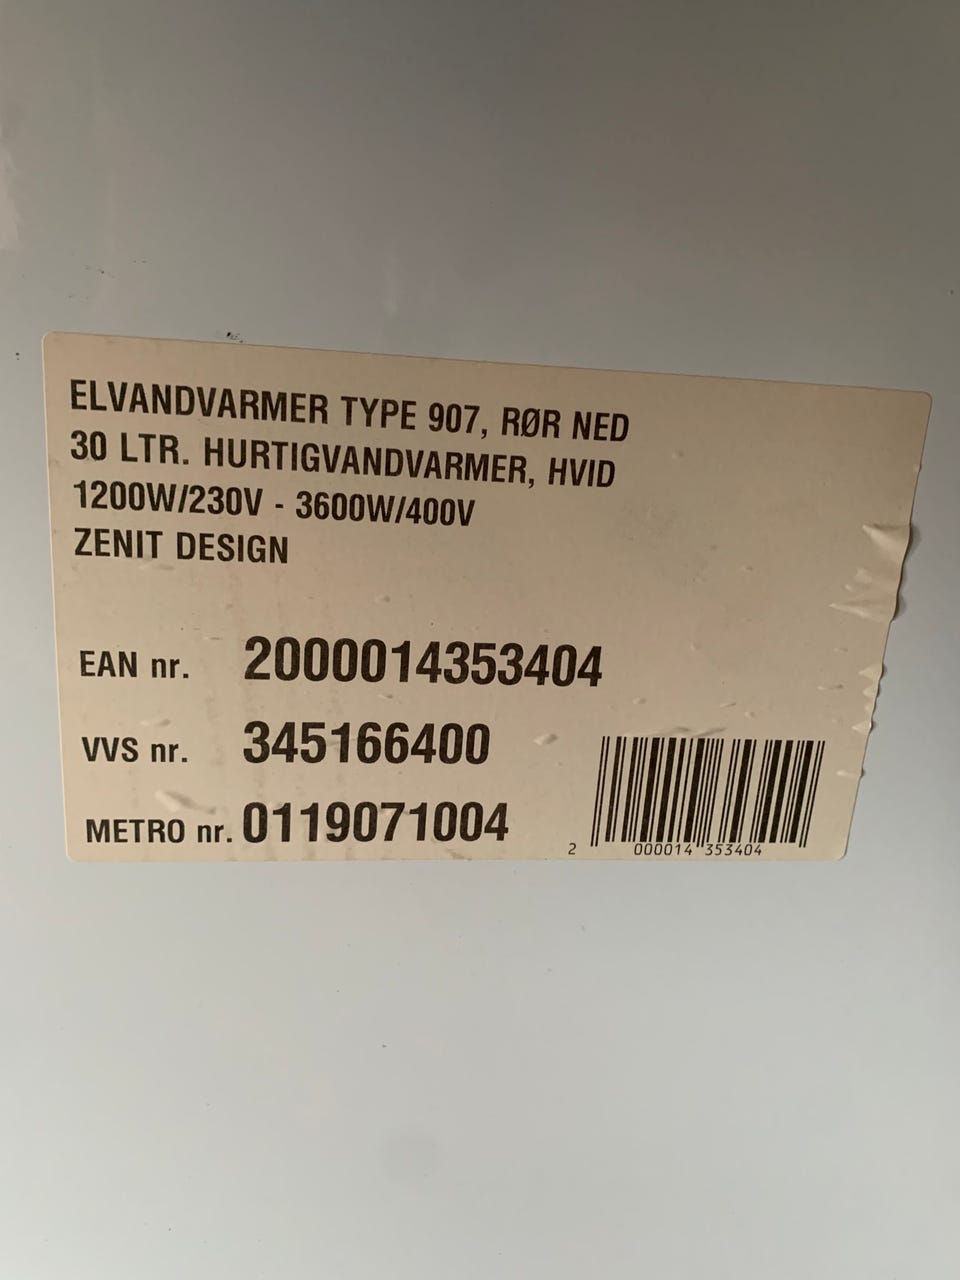 ELVANDVARMER TYPE 907, RØR NED
30 LTR. HURTIGVANDVARMER, HVID
1200W/230V - 3600W/400V
ZENIT DESIGN
EAN nr. 2000014353404
VVS nr. 345166400
METRO nr. 0119071004
2 000014 353404